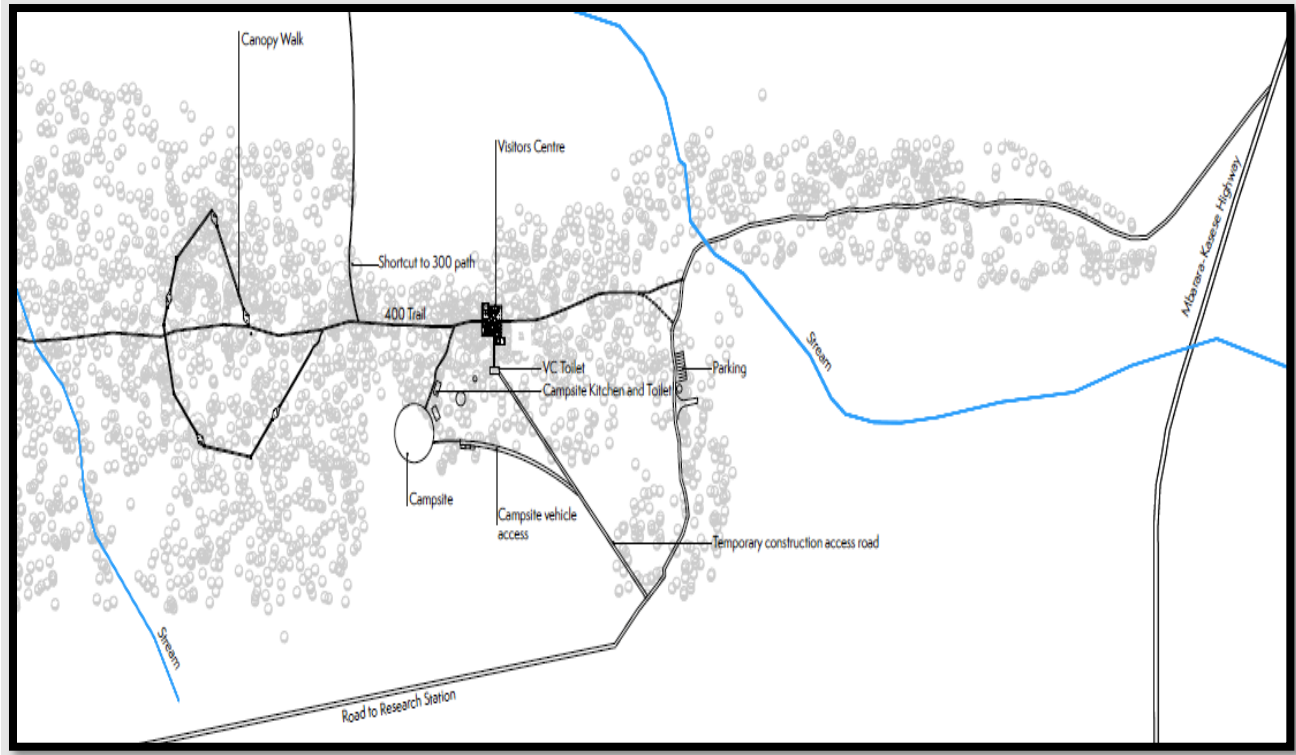 Canopy Walk
Visitors Centre
Mbarara-Kasese Highway
Shortcut to 300 path
400 Trail
Stream
VC Toilet
Parking
Campsite Kitchen and Toilet
Campsite
Campsite vehicle
access
Temporary construction access road
Stream
Road to Research Station